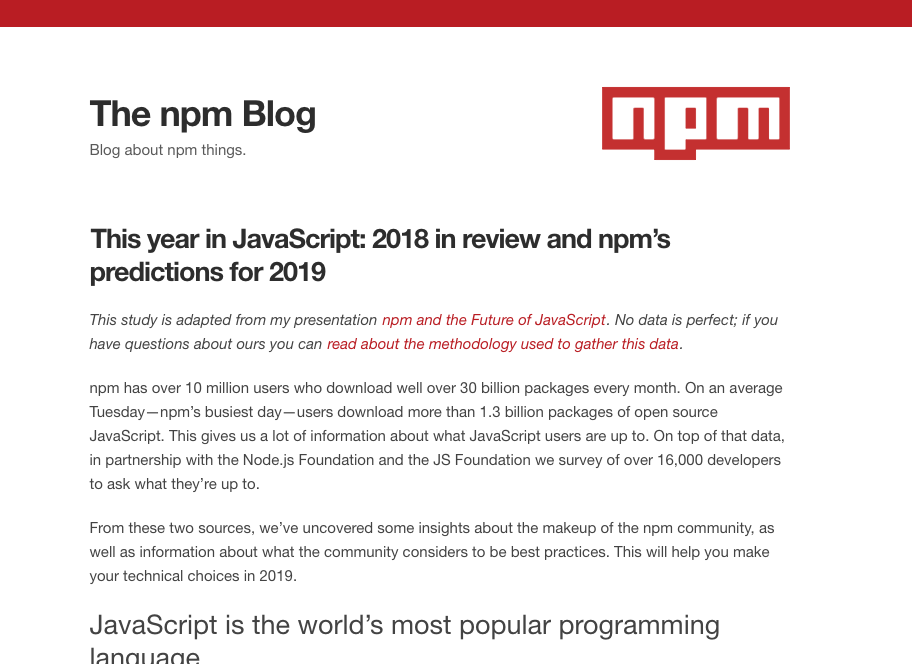 The npm Blog
npm
Blog about npm things.
This year in JavaScript: 2018 in review and npm’s
predictions for 2019
This study is adapted from my presentation npm and the Future of JavaScript. No data is perfect; if you
have questions about ours you can read about the methodology used to gather this data.
npm has over 10 million users who download well over 30 billion packages every month. On an average
Tuesday—npm’s busiest day—users download more than 1.3 billion packages of open source
JavaScript. This gives us a lot of information about what JavaScript users are up to. On top of that data,
in partnership with the Node.js Foundation and the JS Foundation we survey of over 16,000 developers
to ask what they’re up to.
From these two sources, we’ve uncovered some insights about the makeup of the npm community, as
well as information about what the community considers to be best practices. This will help you make
your technical choices in 2019.
JavaScript is the world’s most popular programming
language